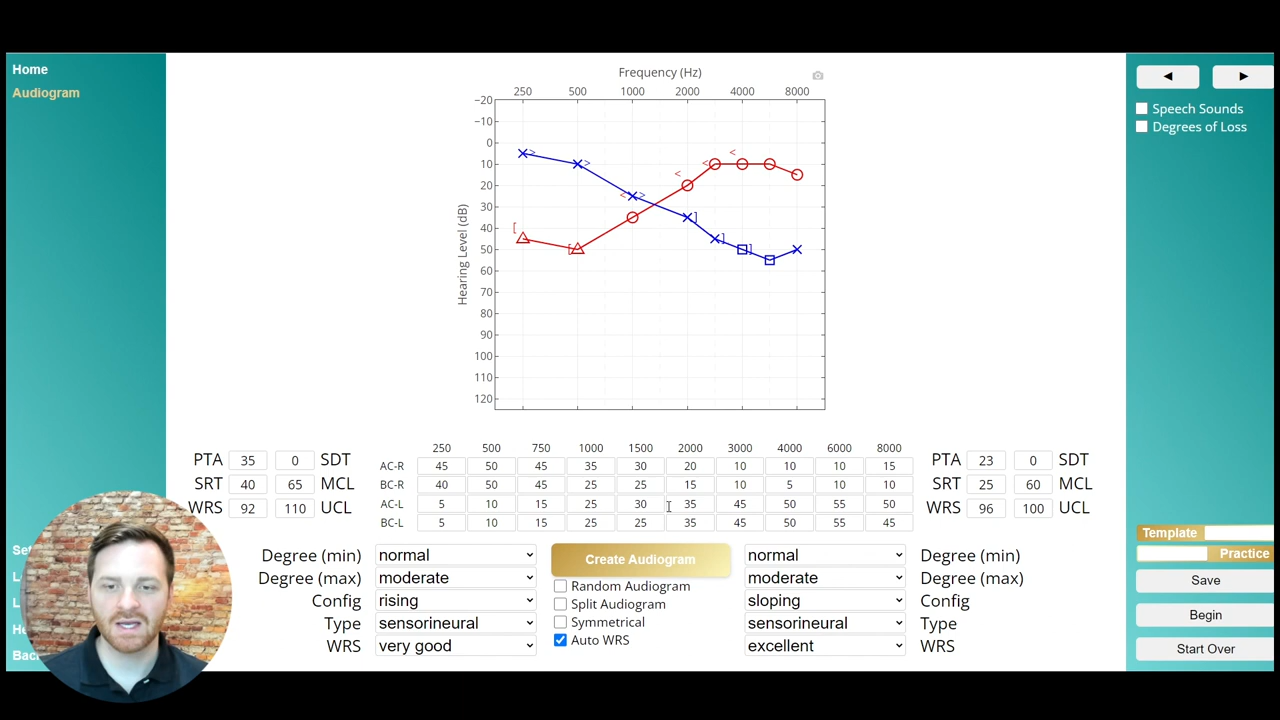 Home
Audiogram
Frequency (Hz)
250 500 1000 2000 4000 8000
Hearing Level (dB)
−20
−10
0
10
20
30
40
50
60
70
80
90
100
110
120
◄ ►
Speech Sounds
Degrees of Loss
PTA 35 0 SDT
SRT 40 65 MCL
WRS 92 110 UCL
250 500 750 1000 1500 2000 3000 4000 6000 8000
AC-R 45 50 45 35 30 20 10 10 10 15
BC-R 40 50 45 25 25 15 10 5 10 10
AC-L 5 10 15 25 30 35 45 50 55 50
BC-L 5 10 15 25 25 35 45 50 55 45
PTA 23 0 SDT
SRT 25 60 MCL
WRS 96 100 UCL
Degree (min) normal
Degree (max) moderate
Config rising
Type sensorineural
WRS very good
Create Audiogram
Random Audiogram
Split Audiogram
Symmetrical
Auto WRS
normal Degree (min)
moderate Degree (max)
sloping Config
sensorineural Type
excellent WRS
Template
Practice
Save
Begin
Start Over